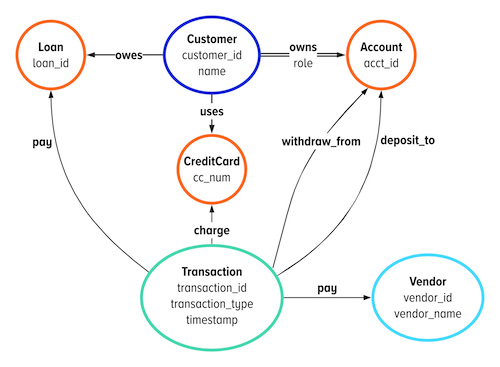 Loan
loan_id
owes
Customer
customer_id
name
owns
role
Account
acct_id
uses
pay
CreditCard
cc_num
withdraw_from
deposit_to
charge
Transaction
transaction_id
transaction_type
timestamp
pay
Vendor
vendor_id
vendor_name